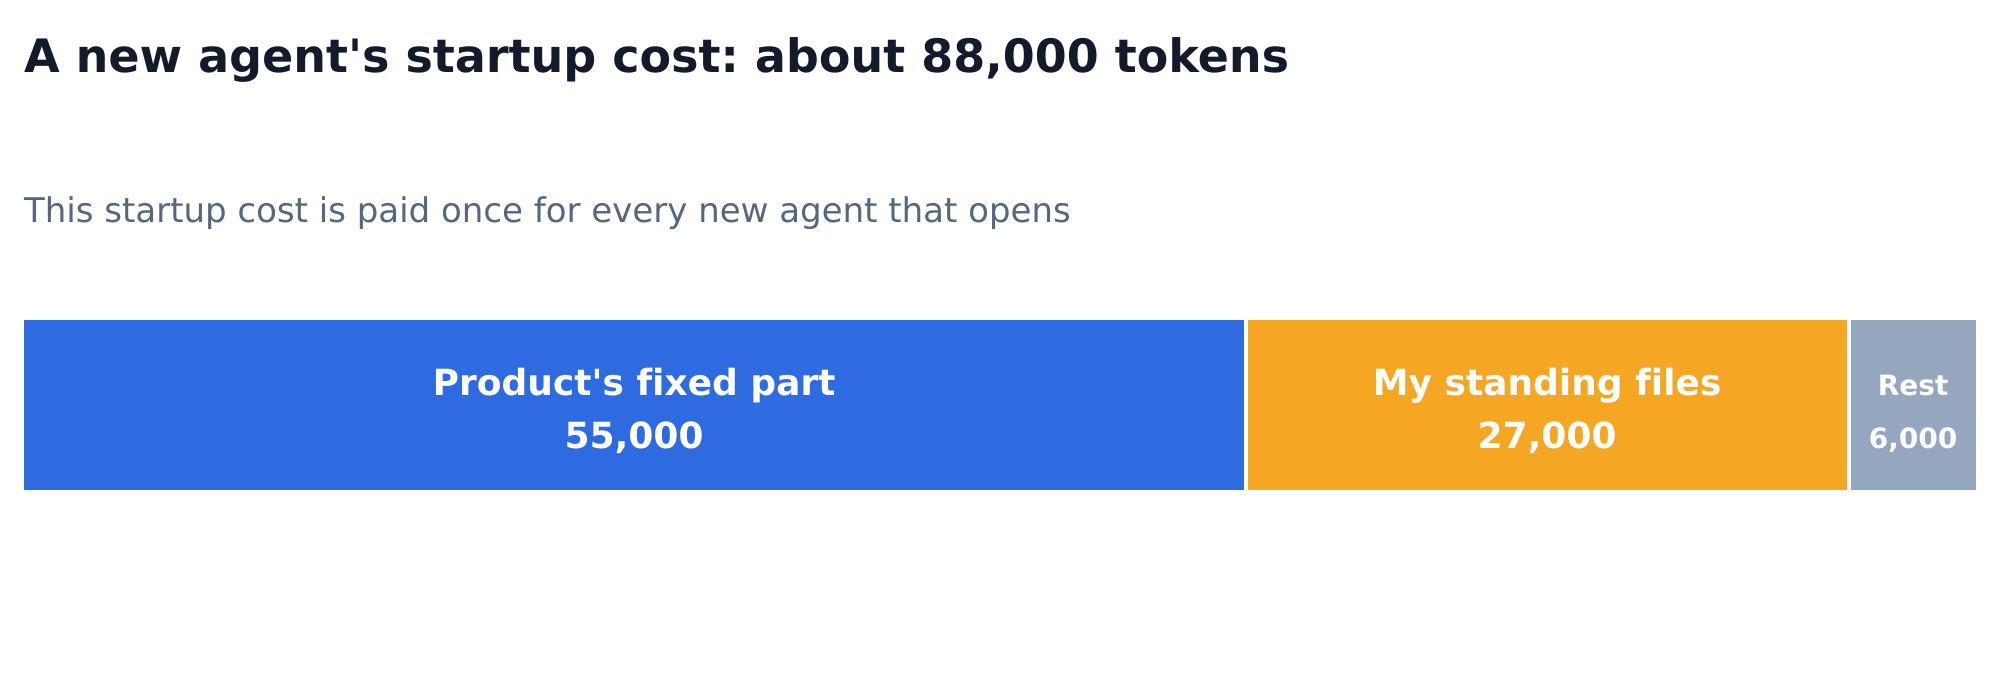 A new agent's startup cost: about 88,000 tokens
This startup cost is paid once for every new agent that opens
Product's fixed part
55,000
My standing files
27,000
Rest
6,000